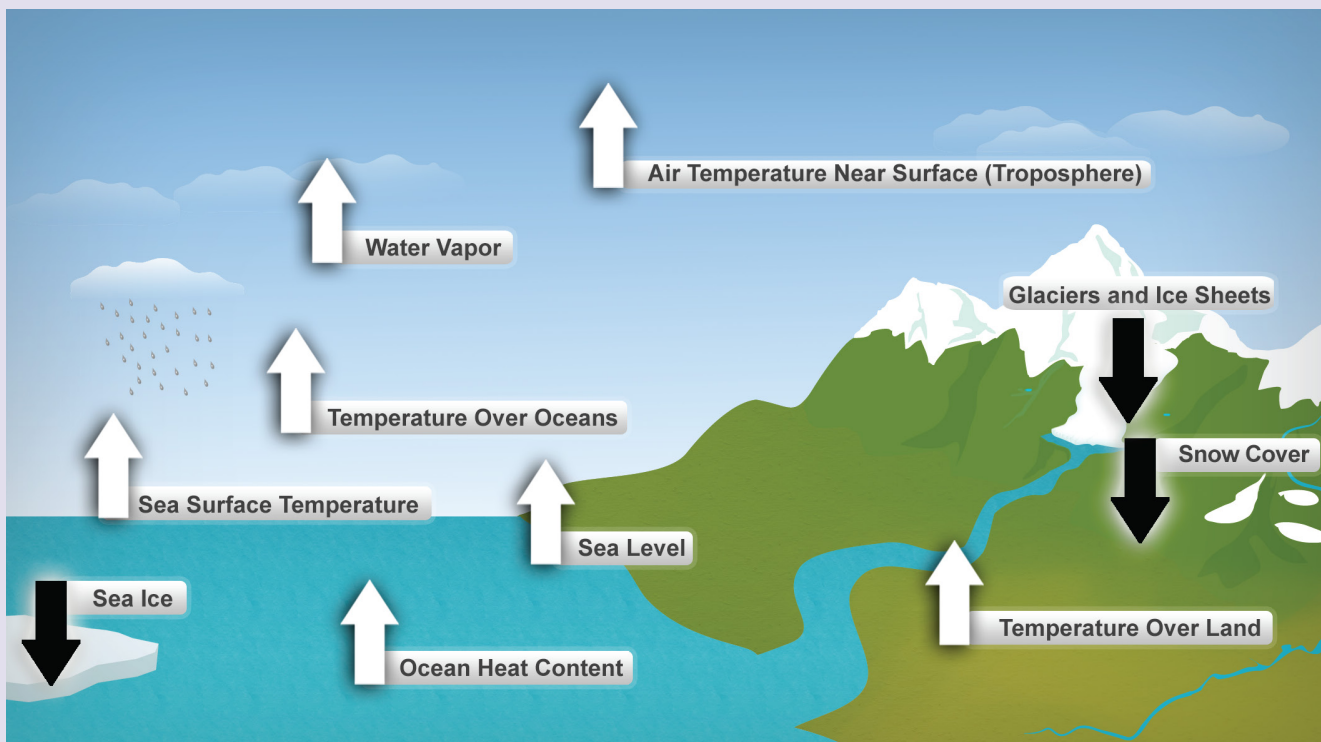 Air Temperature Near Surface (Troposphere)
Water Vapor
Glaciers and Ice Sheets
Temperature Over Oceans
Snow Cover
Sea Surface Temperature
Sea Level
Sea Ice
Temperature Over Land
Ocean Heat Content